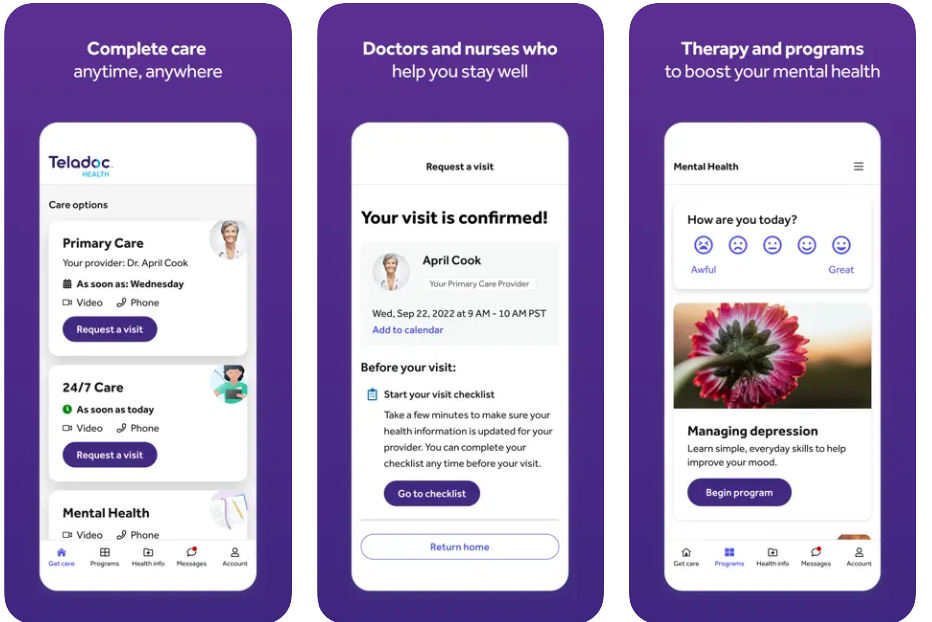 Complete care
anytime, anywhere
Teladoc
HEALTH
Care options
Primary Care
Your provider: Dr. April Cook
As soon as: Wednesday
Video Phone
Request a visit
24/7 Care
As soon as today
Video Phone
Request a visit
Mental Health
Video Phone
Get care Programs Health info Messages Account
Doctors and nurses who
help you stay well
Request a visit
Your visit is confirmed!
April Cook
Your Primary Care Provider
Wed, Sep 22, 2022 at 9 AM - 10 AM PST
Add to calendar
Before your visit:
Start your visit checklist
Take a few minutes to make sure your
health information is updated for your
provider. You can complete your
checklist any time before your visit.
Go to checklist
Return home
Therapy and programs
to boost your mental health
Mental Health
How are you today?
Awful Great
Managing depression
Learn simple, everyday skills to help
improve your mood.
Begin program
Get care Programs Health info Messages Account